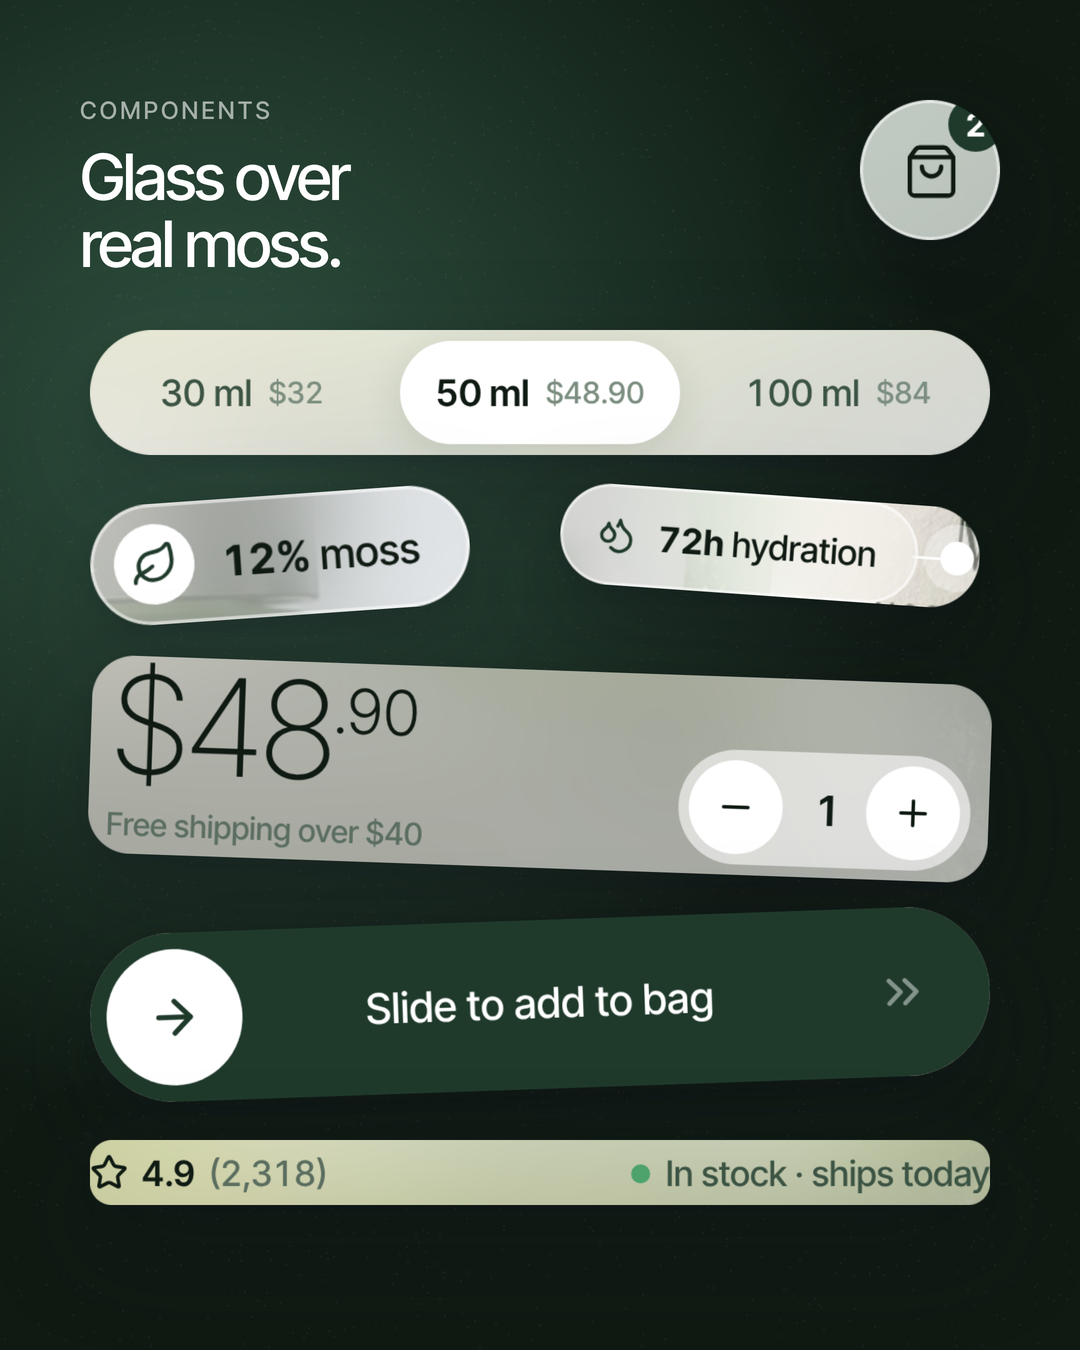 COMPONENTS
Glass over
real moss.
2
30 ml $32
50 ml $48.90
100 ml $84
12% moss
72h hydration
$48.90
Free shipping over $40
1
Slide to add to bag
4.9 (2,318)
In stock · ships today